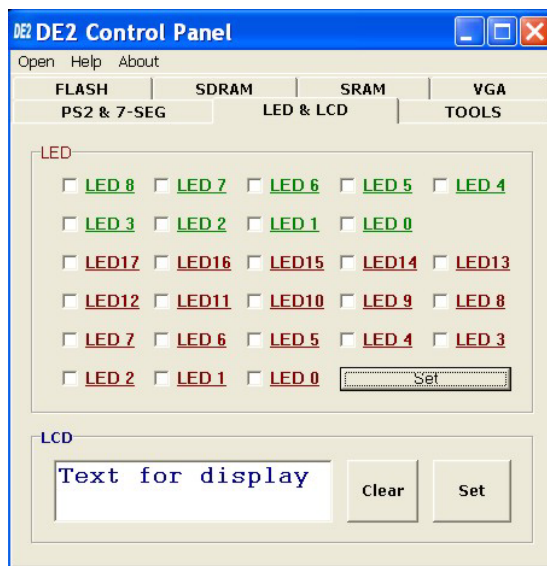 DE2 DE2 Control Panel
Open Help About
FLASH SDRAM SRAM VGA
PS2 & 7-SEG LED & LCD TOOLS
LED
LED 8 LED 7 LED 6 LED 5 LED 4
LED 3 LED 2 LED 1 LED 0
LED17 LED16 LED15 LED14 LED13
LED12 LED11 LED10 LED 9 LED 8
LED 7 LED 6 LED 5 LED 4 LED 3
LED 2 LED 1 LED 0 Set
LCD
Text for display Clear Set